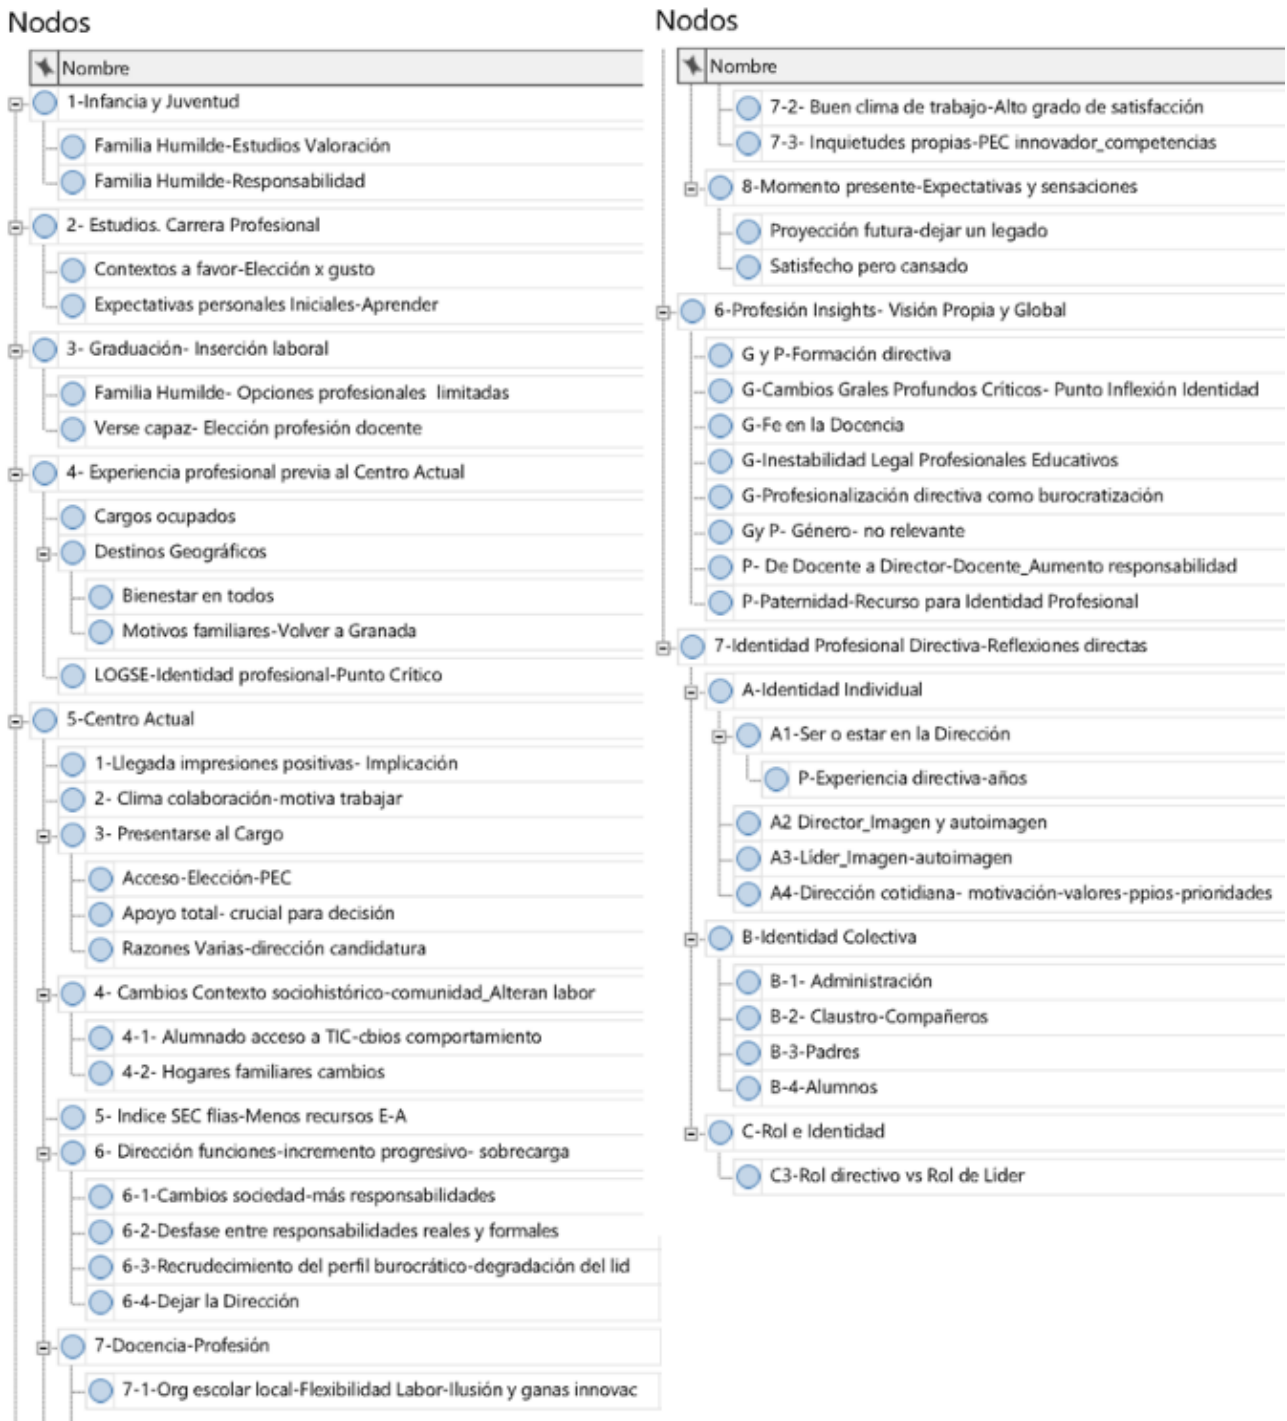 Nodos
Nombre
1-Infancia y Juventud
Familia Humilde-Estudios Valoración
Familia Humilde-Responsabilidad
2- Estudios. Carrera Profesional
Contextos a favor-Elección x gusto
Expectativas personales Iniciales-Aprender
3- Graduación- Inserción laboral
Familia Humilde- Opciones profesionales limitadas
Verse capaz- Elección profesión docente
4- Experiencia profesional previa al Centro Actual
Cargos ocupados
Destinos Geográficos
Bienestar en todos
Motivos familiares-Volver a Granada
LOGSE-Identidad profesional-Punto Crítico
5-Centro Actual
1-Llegada impresiones positivas- Implicación
2- Clima colaboración-motiva trabajar
3- Presentarse al Cargo
Acceso-Elección-PEC
Apoyo total- crucial para decisión
Razones Varias-dirección candidatura
4- Cambios Contexto sociohistórico-comunidad_Alteran labor
4-1- Alumnado acceso a TIC-cbios comportamiento
4-2- Hogares familiares cambios
5- Indice SEC flias-Menos recursos E-A
6- Dirección funciones-incremento progresivo- sobrecarga
6-1-Cambios sociedad-más responsabilidades
6-2-Desfase entre responsabilidades reales y formales
6-3-Recrudecimiento del perfil burocrático-degradación del lid
6-4-Dejar la Dirección
7-Docencia-Profesión
7-1-Org escolar local-Flexibilidad Labor-Ilusión y ganas innovac
Nodos
Nombre
7-2- Buen clima de trabajo-Alto grado de satisfacción
7-3- Inquietudes propias-PEC innovador_competencias
8-Momento presente-Expectativas y sensaciones
Proyección futura-dejar un legado
Satisfecho pero cansado
6-Profesión Insights- Visión Propia y Global
G y P-Formación directiva
G-Cambios Grales Profundos Críticos- Punto Inflexión Identidad
G-Fe en la Docencia
G-Inestabilidad Legal Profesionales Educativos
G-Profesionalización directiva como burocratización
Gy P- Género- no relevante
P- De Docente a Director-Docente_Aumento responsabilidad
P-Paternidad-Recurso para Identidad Profesional
7-Identidad Profesional Directiva-Reflexiones directas
A-Identidad Individual
A1-Ser o estar en la Dirección
P-Experiencia directiva-años
A2 Director_Imagen y autoimagen
A3-Líder_Imagen-autoimagen
A4-Dirección cotidiana- motivación-valores-ppios-prioridades
B-Identidad Colectiva
B-1- Administración
B-2- Claustro-Compañeros
B-3-Padres
B-4-Alumnos
C-Rol e Identidad
C3-Rol directivo vs Rol de Lider